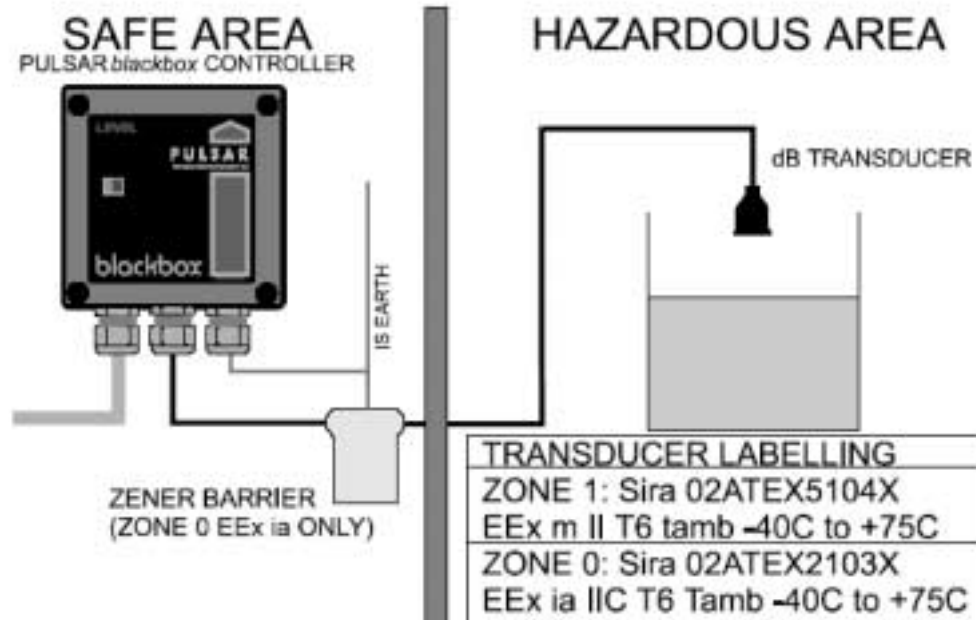 SAFE AREA
PULSAR blackbox CONTROLLER
HAZARDOUS AREA
LEVEL
PULSAR
blackbox
dB TRANSDUCER
IS EARTH
ZENER BARRIER
(ZONE 0 EEx ia ONLY)
TRANSDUCER LABELLING
ZONE 1: Sira 02ATEX5104X
EEx m II T6 tamb -40C to +75C
ZONE 0: Sira 02ATEX2103X
EEx ia IIC T6 Tamb -40C to +75C